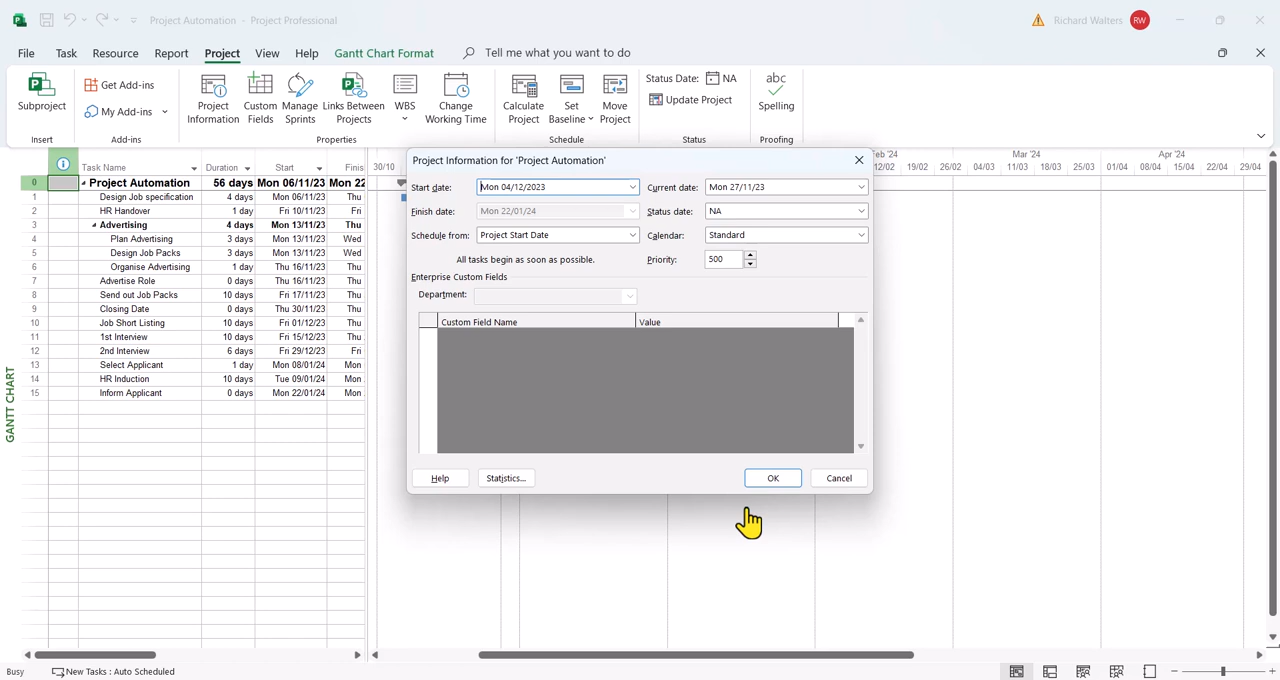 Project Automation - Project Professional
Richard Walters RW
File Task Resource Report Project View Help Gantt Chart Format Tell me what you want to do
Subproject
Insert
Get Add-ins
My Add-ins
Add-ins
Project Information
Custom Fields
Manage Sprints
Links Between Projects
WBS
Change Working Time
Properties
Calculate Project
Set Baseline
Move Project
Schedule
Status Date: NA
Update Project
Status
abc
Spelling
Proofing
GANTT CHART
Task Name Duration Start Finis
0 Project Automation 56 days Mon 06/11/23 Mon 22
1 Design Job specification 4 days Mon 06/11/23 Thu
2 HR Handover 1 day Fri 10/11/23 Fri
3 Advertising 4 days Mon 13/11/23 Thu
4 Plan Advertising 3 days Mon 13/11/23 Wed
5 Design Job Packs 3 days Mon 13/11/23 Wed
6 Organise Advertising 1 day Thu 16/11/23 Thu
7 Advertise Role 0 days Thu 16/11/23 Thu
8 Send out Job Packs 10 days Fri 17/11/23 Thu
9 Closing Date 0 days Thu 30/11/23 Thu
10 Job Short Listing 10 days Fri 01/12/23 Thu
11 1st Interview 10 days Fri 15/12/23 Thu
12 2nd Interview 6 days Fri 29/12/23 Fri
13 Select Applicant 1 day Mon 08/01/24 Mon
14 HR Induction 10 days Tue 09/01/24 Mon
15 Inform Applicant 0 days Mon 22/01/24 Mon
30/10
Feb '24 Mar '24 Apr '24
12/02 19/02 26/02 04/03 11/03 18/03 25/03 01/04 08/04 15/04 22/04 29/04
Project Information for 'Project Automation'
Start date: Mon 04/12/2023 Current date: Mon 27/11/23
Finish date: Mon 22/01/24 Status date: NA
Schedule from: Project Start Date Calendar: Standard
All tasks begin as soon as possible. Priority: 500
Enterprise Custom Fields
Department:
Custom Field Name Value
Help Statistics... OK Cancel
Busy New Tasks : Auto Scheduled